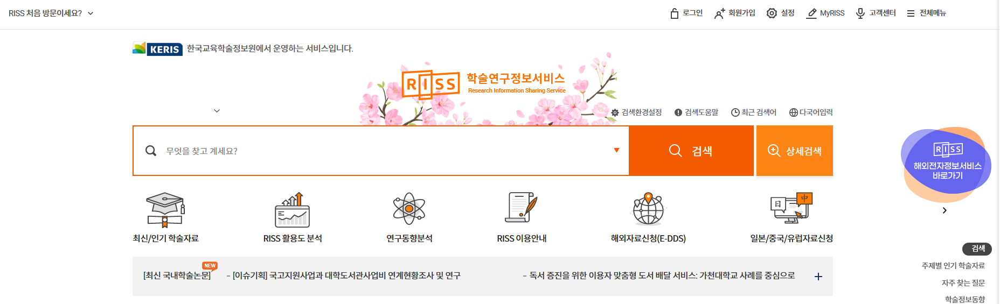 RISS 처음 방문이세요?
로그인
회원가입
설정
MyRISS
고객센터
전체메뉴
KERIS 한국교육학술정보원에서 운영하는 서비스입니다.
RISS 학술연구정보서비스
Research Information Sharing Service
검색환경설정
검색도움말
최근 검색어
다국어입력
무엇을 찾고 계세요?
검색
상세검색
RISS
해외전자정보서비스
바로가기
日
中
최신/인기 학술자료
RISS 활용도 분석
연구동향분석
RISS 이용안내
해외자료신청(E-DDS)
일본/중국/유럽자료신청
NEW
[최신 국내학술논문]
- [이슈기획] 국고지원사업과 대학도서관사업비 연계현황조사 및 연구
- 독서 증진을 위한 이용자 맞춤형 도서 배달 서비스: 가천대학교 사례를 중심으로
검색
주제별 인기 학술자료
자주 찾는 질문
학술정보동향